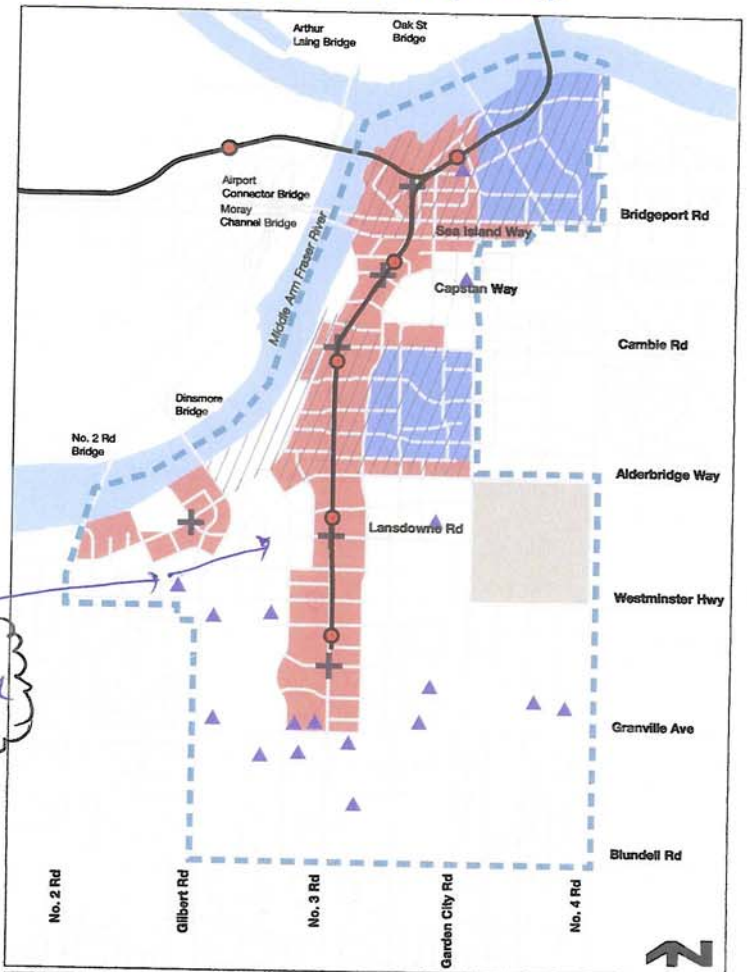 Arthur
Laing Bridge
Oak St
Bridge
Airport
Connector Bridge
Moray
Channel Bridge
Bridgeport Rd
Sea Island Way
Middle Arm Fraser River
Capstan Way
Cambie Rd
Dinsmore
Bridge
No. 2 Rd
Bridge
Alderbridge Way
Lansdowne Rd
Westminster Hwy
Granville Ave
Blundell Rd
No. 2 Rd
Gilbert Rd
No. 3 Rd
Garden City Rd
No. 4 Rd
N